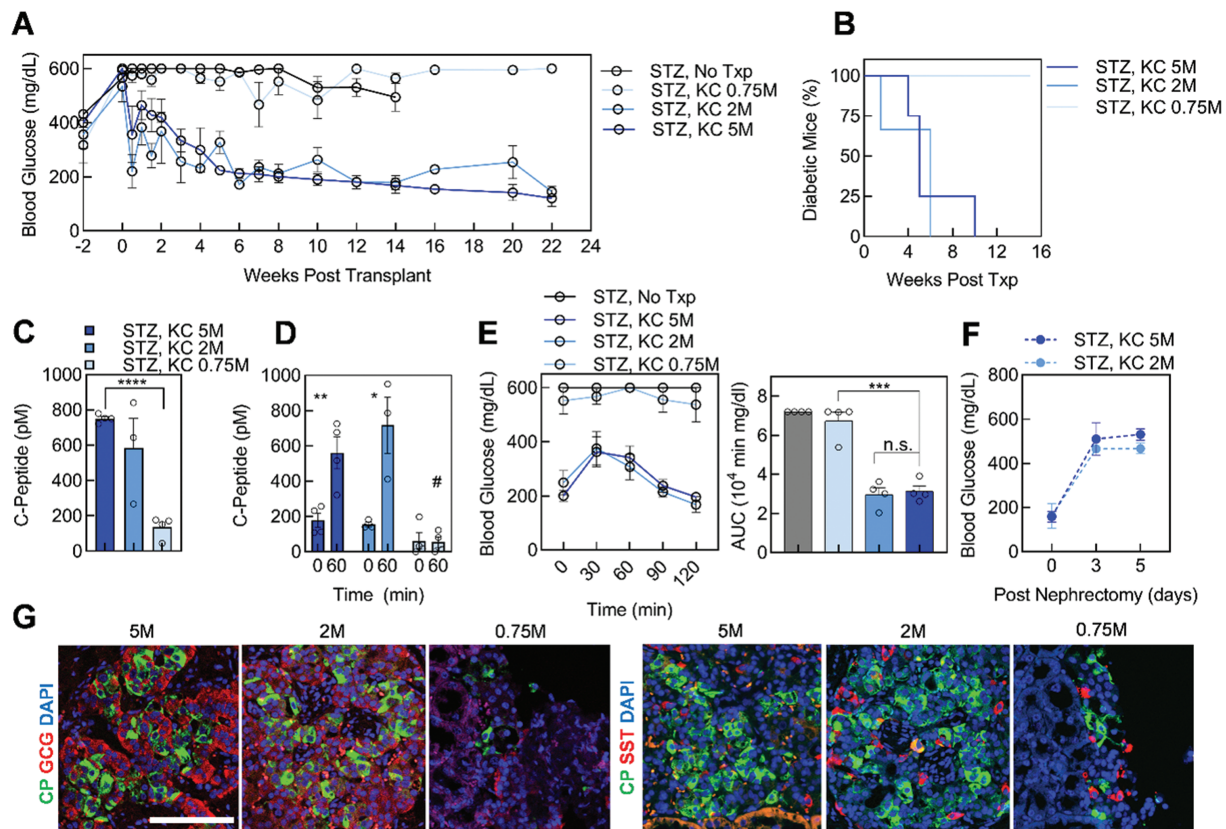 A
Blood Glucose (mg/dL)
600
400
200
0
-2 0 2 4 6 8 10 12 14 16 18 20 22 24
Weeks Post Transplant
STZ, No Txp
STZ, KC 0.75M
STZ, KC 2M
STZ, KC 5M
B
Diabetic Mice (%)
100
75
50
25
0
0 4 8 12 16
Weeks Post Txp
STZ, KC 5M
STZ, KC 2M
STZ, KC 0.75M
C
STZ, KC 5M
STZ, KC 2M
STZ, KC 0.75M
C-Peptide (pM)
1000
800
600
400
200
0
****
D
C-Peptide (pM)
1000
800
600
400
200
0
** * #
0 60 0 60 0 60
Time (min)
E
STZ, No Txp
STZ, KC 5M
STZ, KC 2M
STZ, KC 0.75M
Blood Glucose (mg/dL)
600
400
200
0 30 60 90 120
Time (min)
AUC (10⁴ min mg/dl)
8
6
4
2
0
***
n.s.
F
STZ, KC 5M
STZ, KC 2M
Blood Glucose (mg/dL)
800
600
400
200
0
0 3 5
Post Nephrectomy (days)
G
5M 2M 0.75M
CP GCG DAPI
5M 2M 0.75M
CP SST DAPI